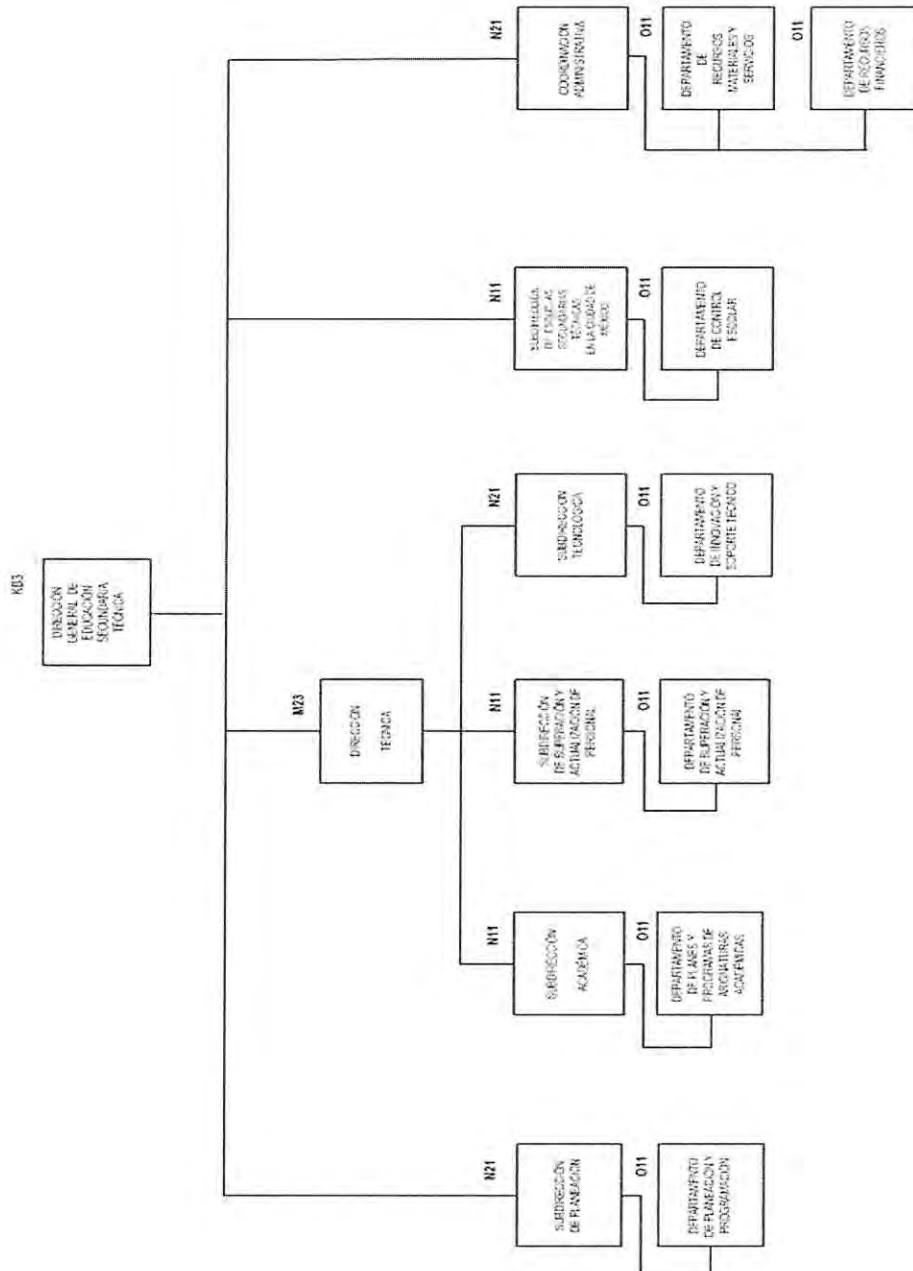 KB3
DIRECCIÓN
GENERAL DE
EDUCACIÓN
SECUNDARIA
TÉCNICA
M23
DIRECCIÓN
TÉCNICA
N21
SUBDIRECCIÓN
DE PLANEACIÓN
N11
SUBDIRECCIÓN
ACADÉMICA
N11
SUBDIRECCIÓN
DE SUPERACIÓN Y
ACTUALIZACIÓN DE
PERSONAL
N21
SUBDIRECCIÓN
TECNOLÓGICA
N11
SUBDIRECCIÓN
DE ESCUELAS
SECUNDARIAS
TÉCNICAS
EN LA CIUDAD DE
MÉXICO
N21
COORDINACIÓN
ADMINISTRATIVA
O11
DEPARTAMENTO
DE PLANEACIÓN Y
PROGRAMACIÓN
O11
DEPARTAMENTO
DE PLANES Y
PROGRAMAS DE
ASIGNATURAS
ACADÉMICAS
O11
DEPARTAMENTO
DE SUPERACIÓN Y
ACTUALIZACIÓN DE
PERSONAL
O11
DEPARTAMENTO
DE INNOVACIÓN Y
SOPORTE TÉCNICO
O11
DEPARTAMENTO
DE CONTROL
ESCOLAR
O11
DEPARTAMENTO
DE
RECURSOS
MATERIALES Y
SERVICIOS
O11
DEPARTAMENTO
DE RECURSOS
FINANCIEROS